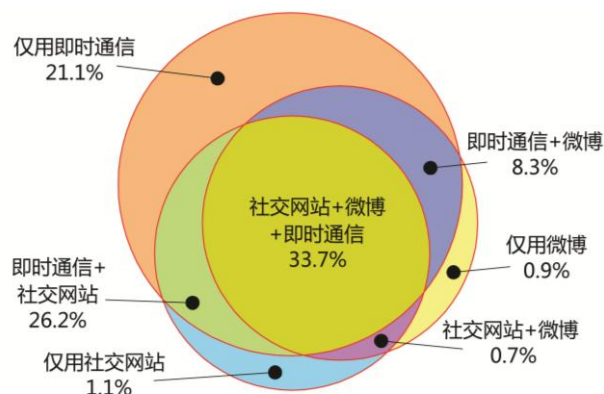 仅用即时通信
21.1%
即时通信+微博
8.3%
社交网站+微博
+即时通信
33.7%
仅用微博
0.9%
即时通信+
社交网站
26.2%
社交网站+微博
0.7%
仅用社交网站
1.1%